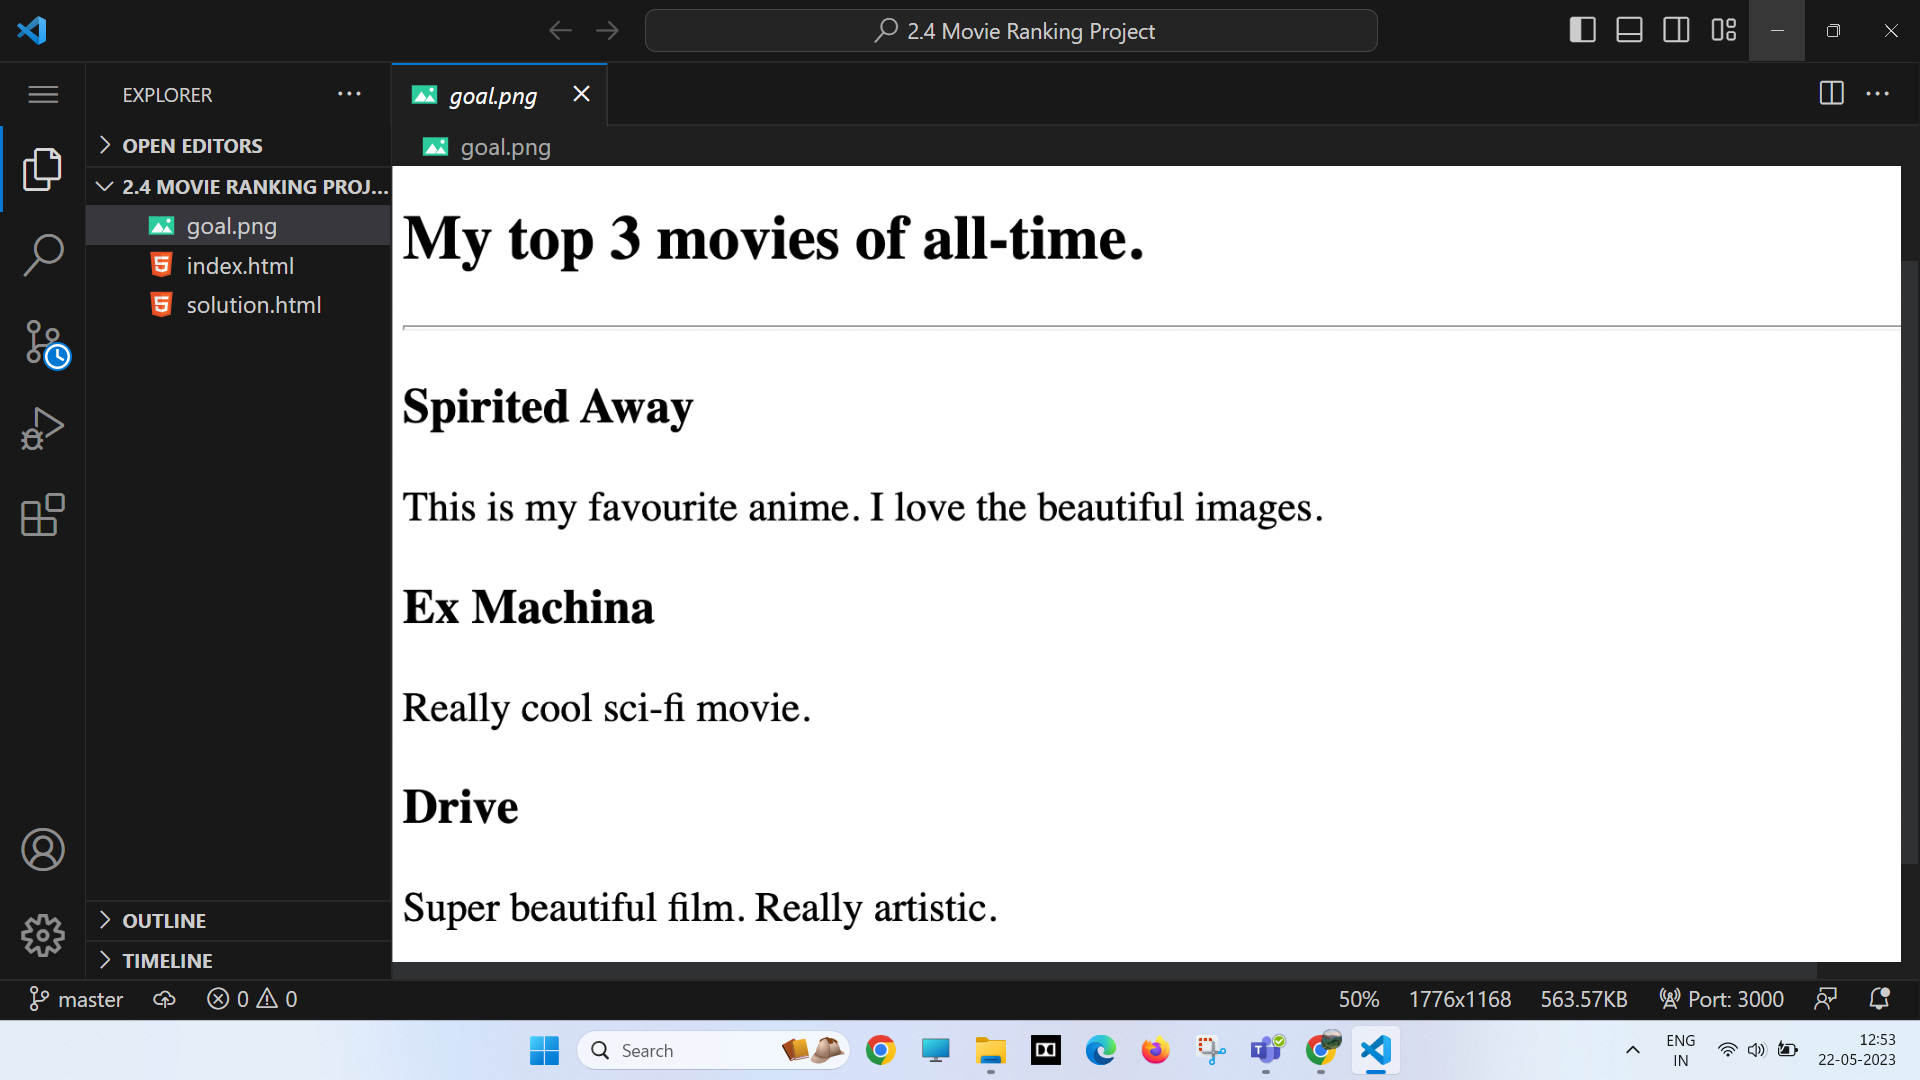 2.4 Movie Ranking Project
EXPLORER
goal.png
OPEN EDITORS
goal.png
2.4 MOVIE RANKING PROJ...
goal.png
index.html
solution.html
My top 3 movies of all-time.
Spirited Away
This is my favourite anime. I love the beautiful images.
Ex Machina
Really cool sci-fi movie.
Drive
Super beautiful film. Really artistic.
OUTLINE
TIMELINE
master 0 0 50% 1776x1168 563.57KB Port: 3000
Search
ENG
IN
12:53
22-05-2023